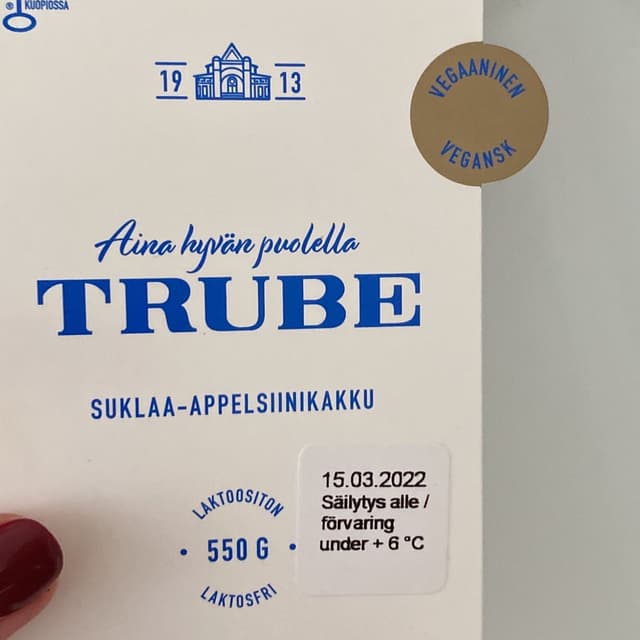 ® KUOPIOSSA
19 13
VEGAANINEN
VEGANSK
Aina hyvän puolella
TRUBE
SUKLAA-APPELSIINIKAKKU
LAKTOOSITON
550 G
LAKTOSFRI
15.03.2022
Säilytys alle /
förvaring
under + 6 °C